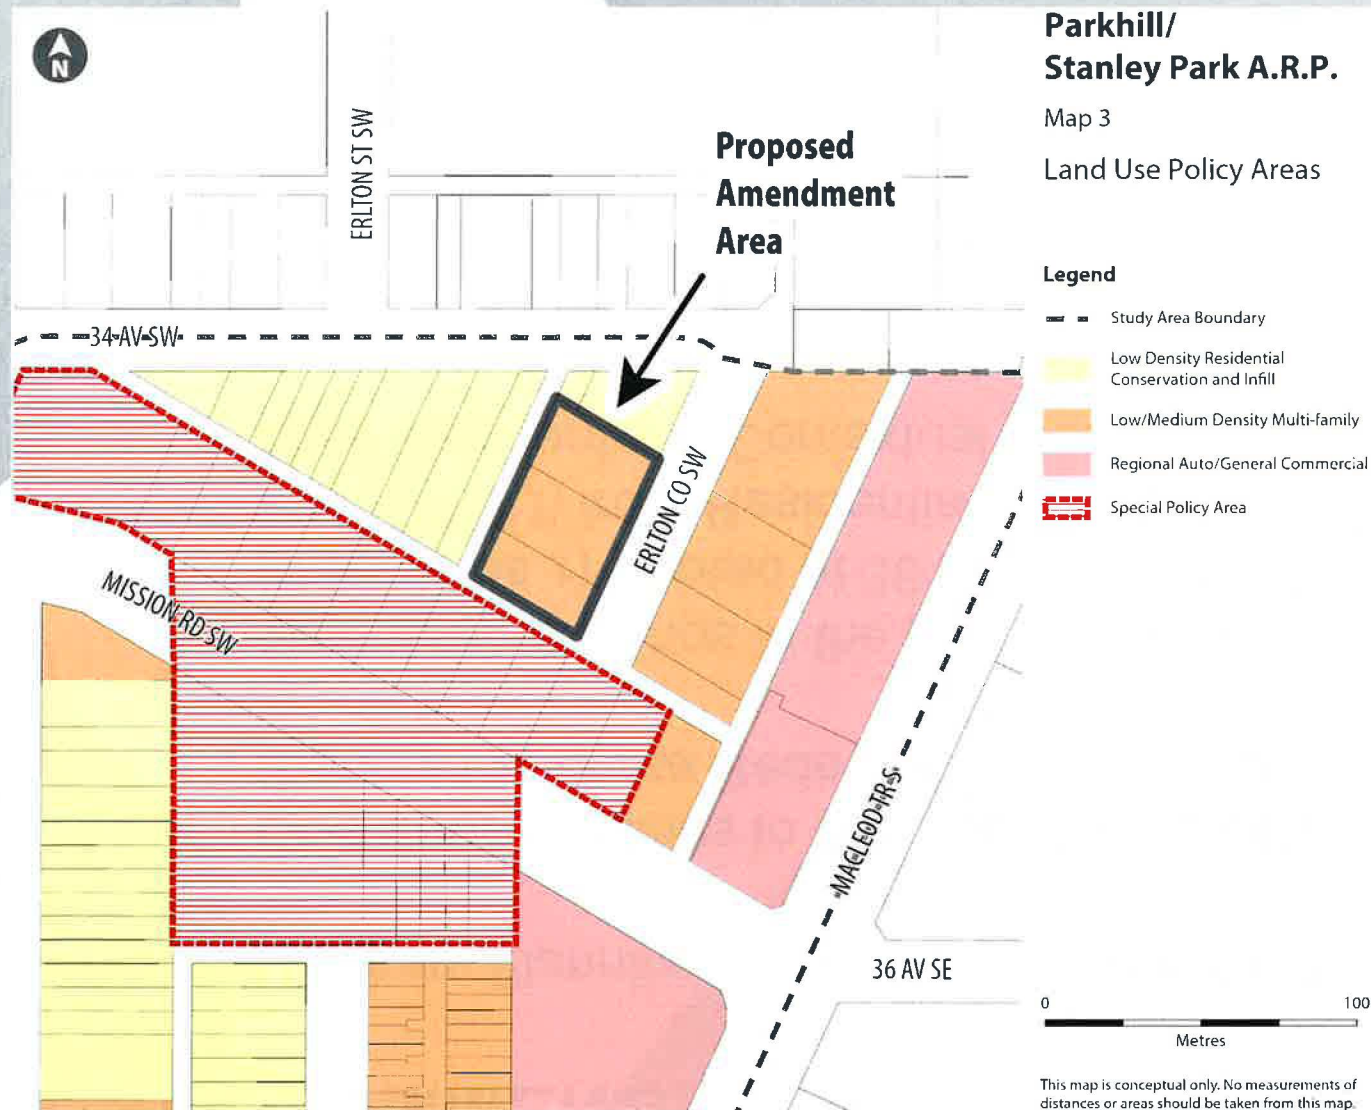 Parkhill/
Stanley Park A.R.P.
Map 3
Land Use Policy Areas
N
ERLTON ST SW
Proposed
Amendment
Area
34 AV SW
ERLTON CO SW
MISSION RD SW
MACLEOD TR S
36 AV SE
Legend
Study Area Boundary
Low Density Residential
Conservation and Infill
Low/Medium Density Multi-family
Regional Auto/General Commercial
Special Policy Area
0 100
Metres
This map is conceptual only. No measurements of
distances or areas should be taken from this map.